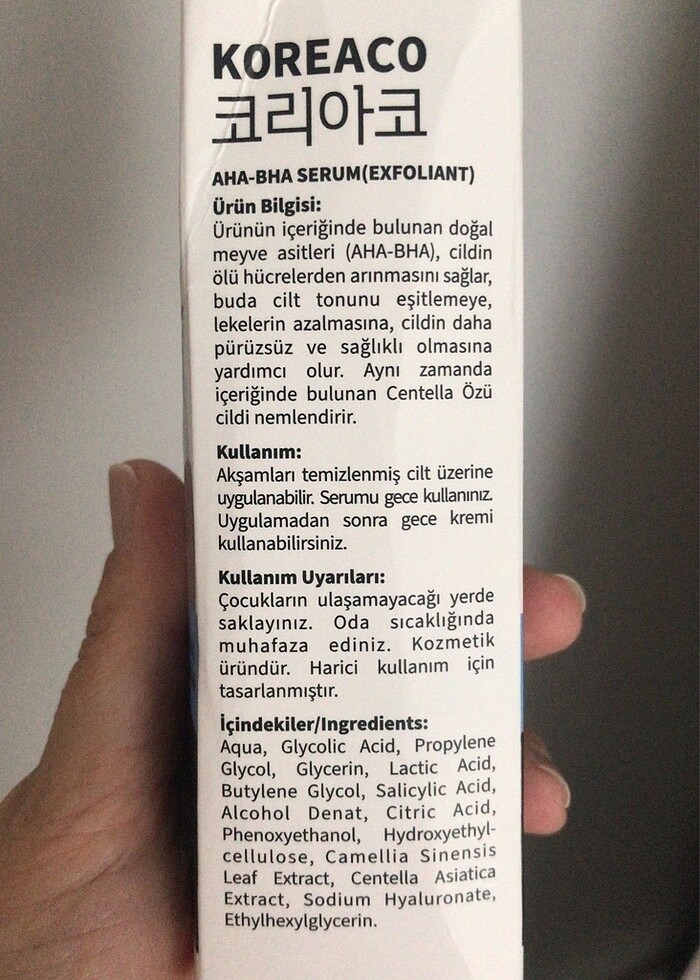 KOREACO
코리아코
AHA-BHA SERUM(EXFOLIANT)
Ürün Bilgisi:
Ürünün içeriğinde bulunan doğal
meyve asitleri (AHA-BHA), cildin
ölü hücrelerden arınmasını sağlar,
buda cilt tonunu eşitlemeye,
lekelerin azalmasına, cildin daha
pürüzsüz ve sağlıklı olmasına
yardımcı olur. Aynı zamanda
içeriğinde bulunan Centella Özü
cildi nemlendirir.
Kullanım:
Akşamları temizlenmiş cilt üzerine
uygulanabilir. Serumu gece kullanınız.
Uygulamadan sonra gece kremi
kullanabilirsiniz.
Kullanım Uyarıları:
Çocukların ulaşamayacağı yerde
saklayınız. Oda sıcaklığında
muhafaza ediniz. Kozmetik
üründür. Harici kullanım için
tasarlanmıştır.
İçindekiler/Ingredients:
Aqua, Glycolic Acid, Propylene
Glycol, Glycerin, Lactic Acid,
Butylene Glycol, Salicylic Acid,
Alcohol Denat, Citric Acid,
Phenoxyethanol, Hydroxyethyl-
cellulose, Camellia Sinensis
Leaf Extract, Centella Asiatica
Extract, Sodium Hyaluronate,
Ethylhexylglycerin.